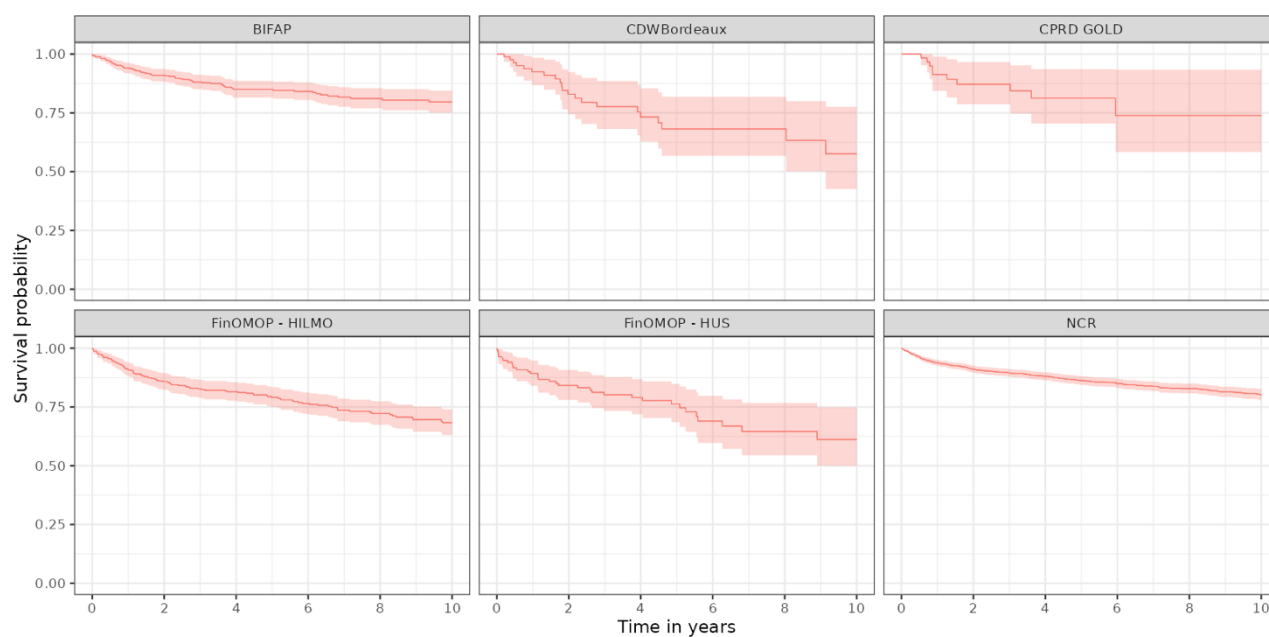 BIFAP
CDWBordeaux
CPRD GOLD
1.00
0.75
0.50
0.25
0.00
FinOMOP - HILMO
FinOMOP - HUS
NCR
1.00
0.75
0.50
0.25
0.00
0 2 4 6 8 10
0 2 4 6 8 10
0 2 4 6 8 10
Survival probability
Time in years